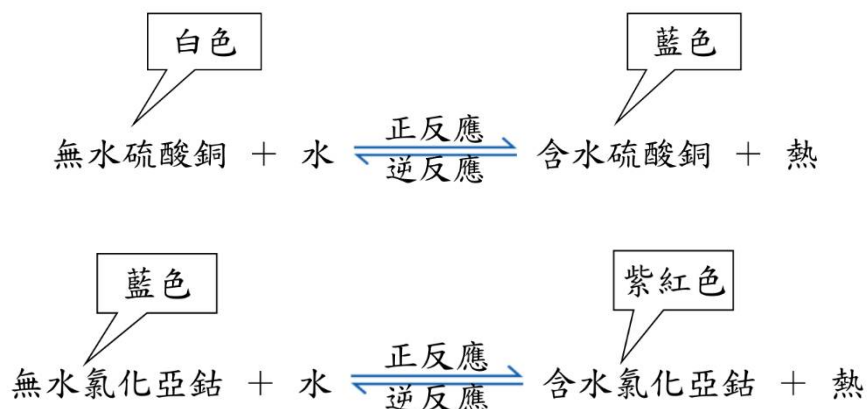 白色
藍色
無水硫酸銅 + 水 正反應 含水硫酸銅 + 熱
逆反應
藍色
紫紅色
無水氯化亞鈷 + 水 正反應 含水氯化亞鈷 + 熱
逆反應